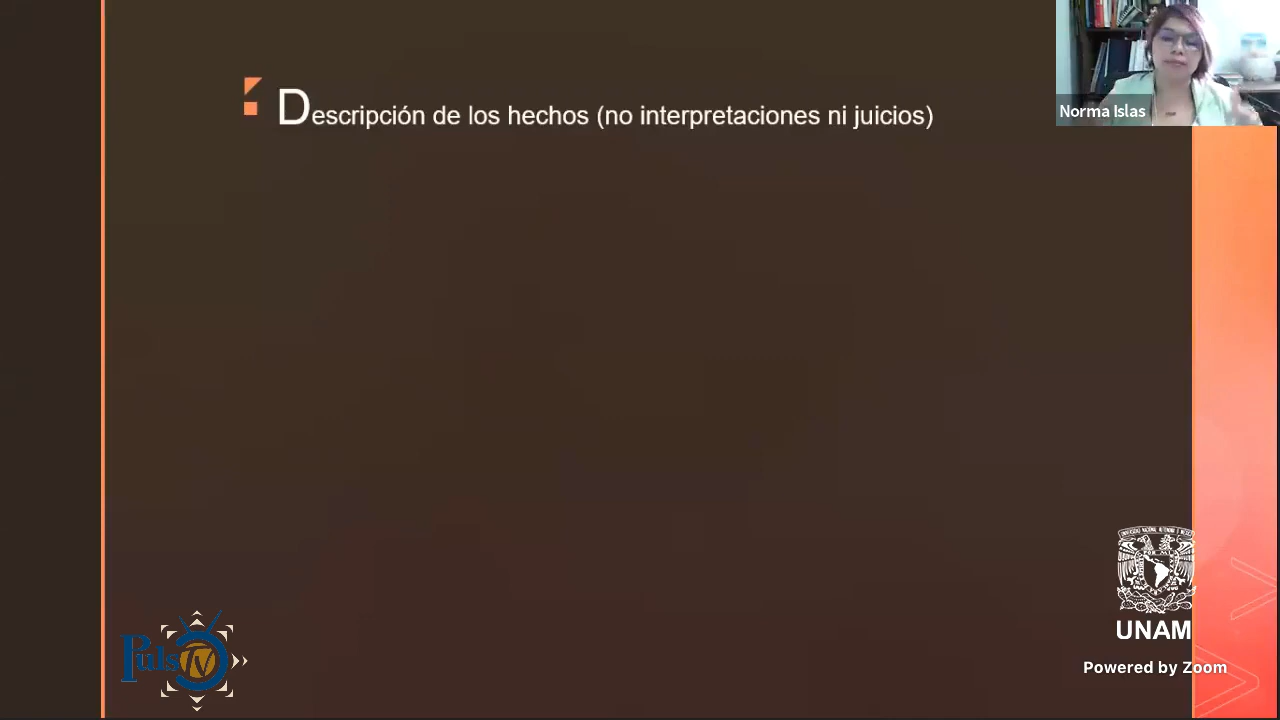 Descripción de los hechos (no interpretaciones ni juicios)
Norma Islas
PulsoTV
UNAM
Powered by Zoom